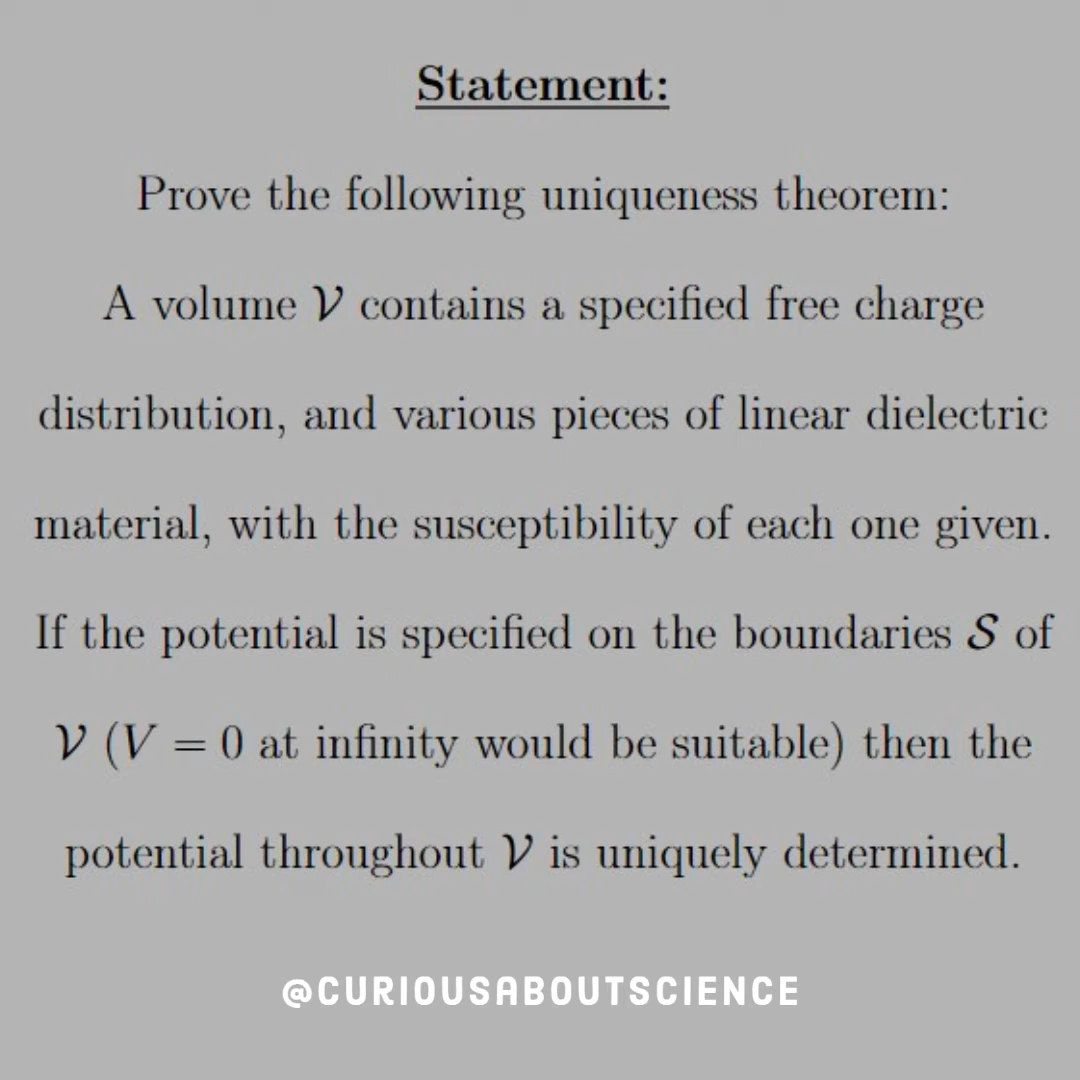 Statement:
Prove the following uniqueness theorem:
A volume 𝒱 contains a specified free charge
distribution, and various pieces of linear dielectric
material, with the susceptibility of each one given.
If the potential is specified on the boundaries 𝒮 of
𝒱 (V = 0 at infinity would be suitable) then the
potential throughout 𝒱 is uniquely determined.
@CURIOUSABOUTSCIENCE